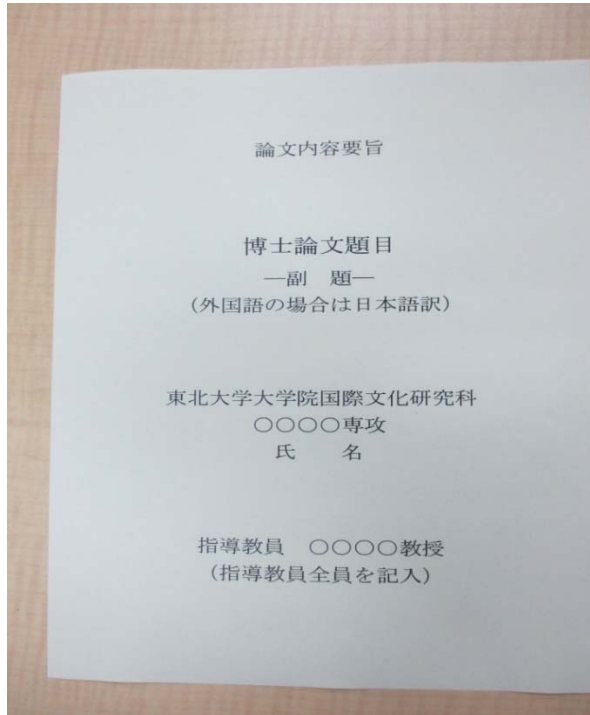 論文内容要旨
博士論文題目
―副　題―
(外国語の場合は日本語訳)
東北大学大学院国際文化研究科
○○○○専攻
氏　　名
指導教員　○○○○教授
(指導教員全員を記入)